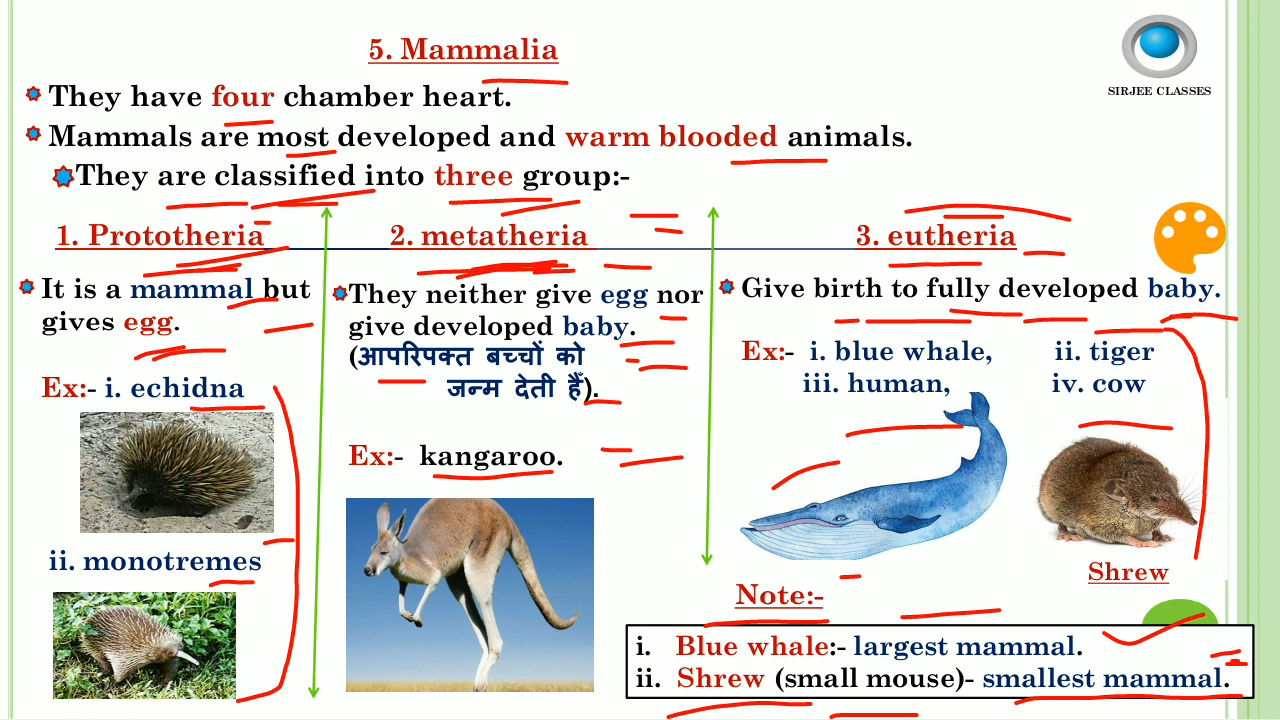 5. Mammalia
SIRJEE CLASSES
They have four chamber heart.
Mammals are most developed and warm blooded animals.
They are classified into three group:-
1. Prototheria
It is a mammal but
gives egg.
Ex:- i. echidna
ii. monotremes
2. metatheria
They neither give egg nor
give developed baby.
(आपरिपक्त बच्चों को
जन्म देती हैँ).
Ex:- kangaroo.
3. eutheria
Give birth to fully developed baby.
Ex:- i. blue whale, ii. tiger
iii. human, iv. cow
Shrew
Note:-
i. Blue whale:- largest mammal.
ii. Shrew (small mouse)- smallest mammal.